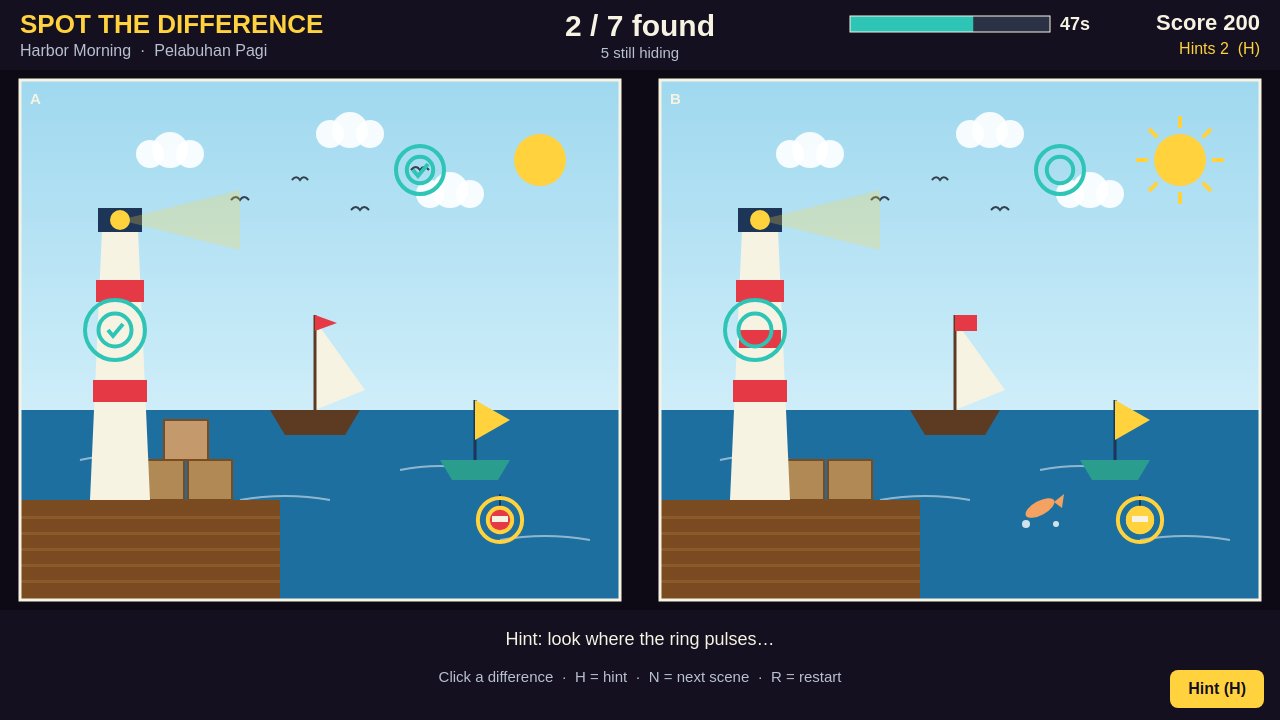 SPOT THE DIFFERENCE
Harbor Morning · Pelabuhan Pagi
2 / 7 found
5 still hiding
47s
Score 200
Hints 2 (H)
A
B
Hint: look where the ring pulses…
Click a difference · H = hint · N = next scene · R = restart
Hint (H)